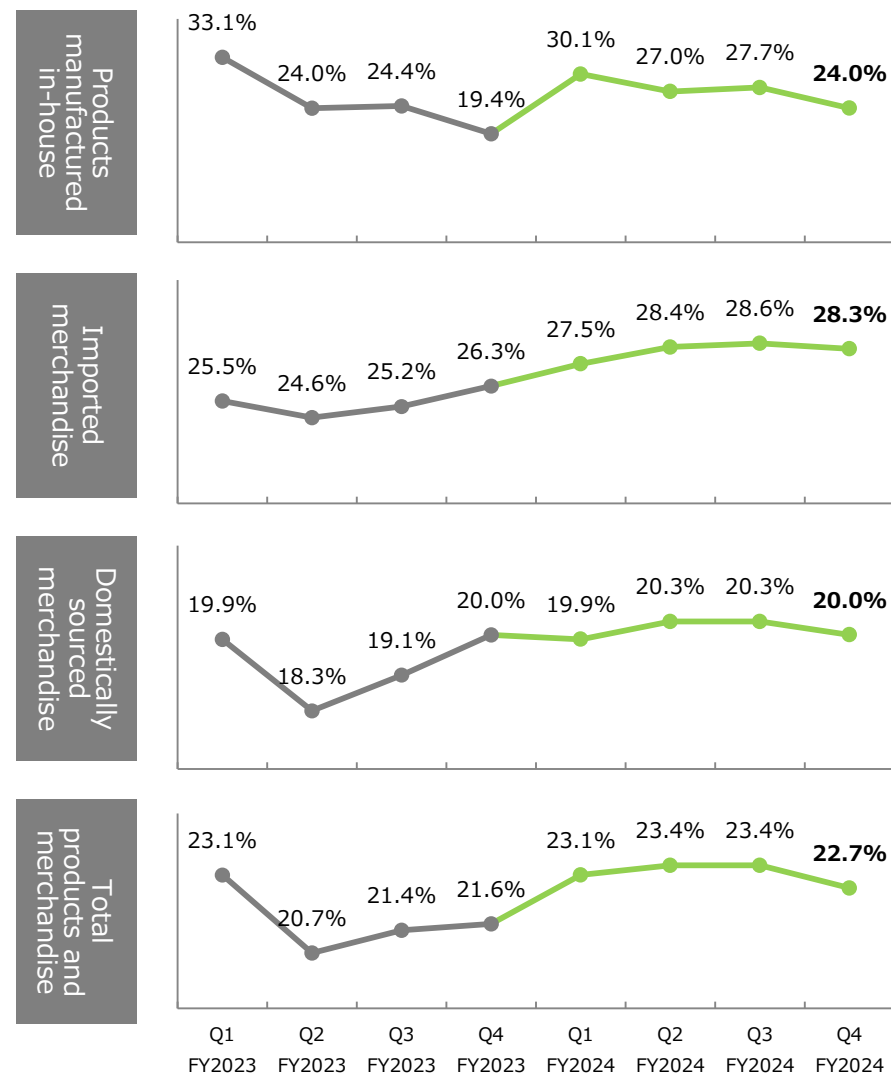 Products
manufactured
in-house
33.1%
24.0%
24.4%
19.4%
30.1%
27.0%
27.7%
24.0%
Imported
merchandise
25.5%
24.6%
25.2%
26.3%
27.5%
28.4%
28.6%
28.3%
Domestically
sourced
merchandise
19.9%
18.3%
19.1%
20.0%
19.9%
20.3%
20.3%
20.0%
Total
products and
merchandise
23.1%
20.7%
21.4%
21.6%
23.1%
23.4%
23.4%
22.7%
Q1 Q2 Q3 Q4 Q1 Q2 Q3 Q4
FY2023 FY2023 FY2023 FY2023 FY2024 FY2024 FY2024 FY2024